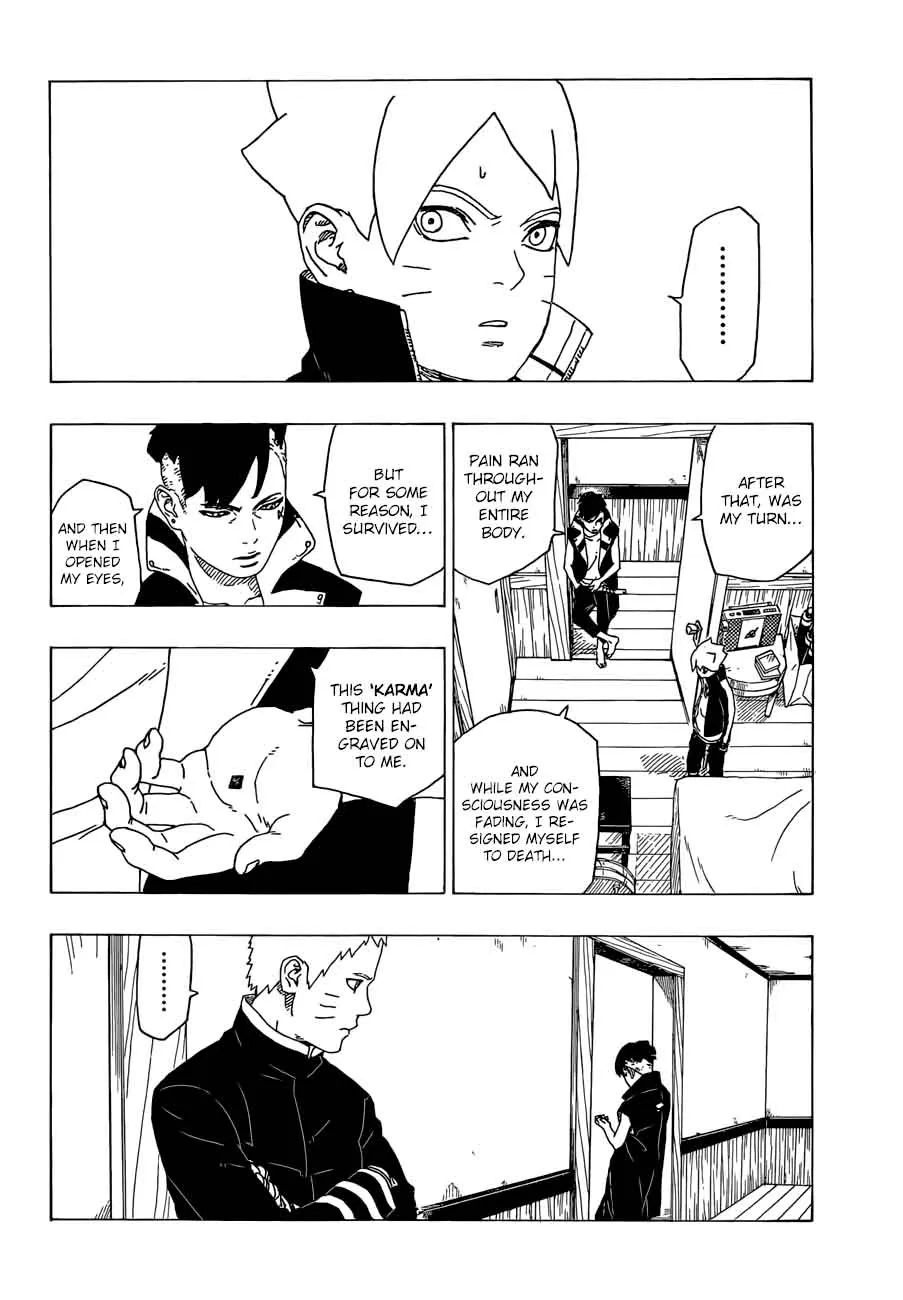 .........
AFTER
THAT, WAS
MY TURN...
PAIN RAN
THROUGH-
OUT MY
ENTIRE
BODY.
AND
WHILE MY CON-
SCIOUSNESS WAS
FADING, I RE-
SIGNED MYSELF
TO DEATH...
BUT
FOR SOME
REASON, I
SURVIVED...
AND THEN
WHEN I
OPENED
MY EYES,
THIS 'KARMA'
THING HAD
BEEN EN-
GRAVED ON
TO ME.
.......